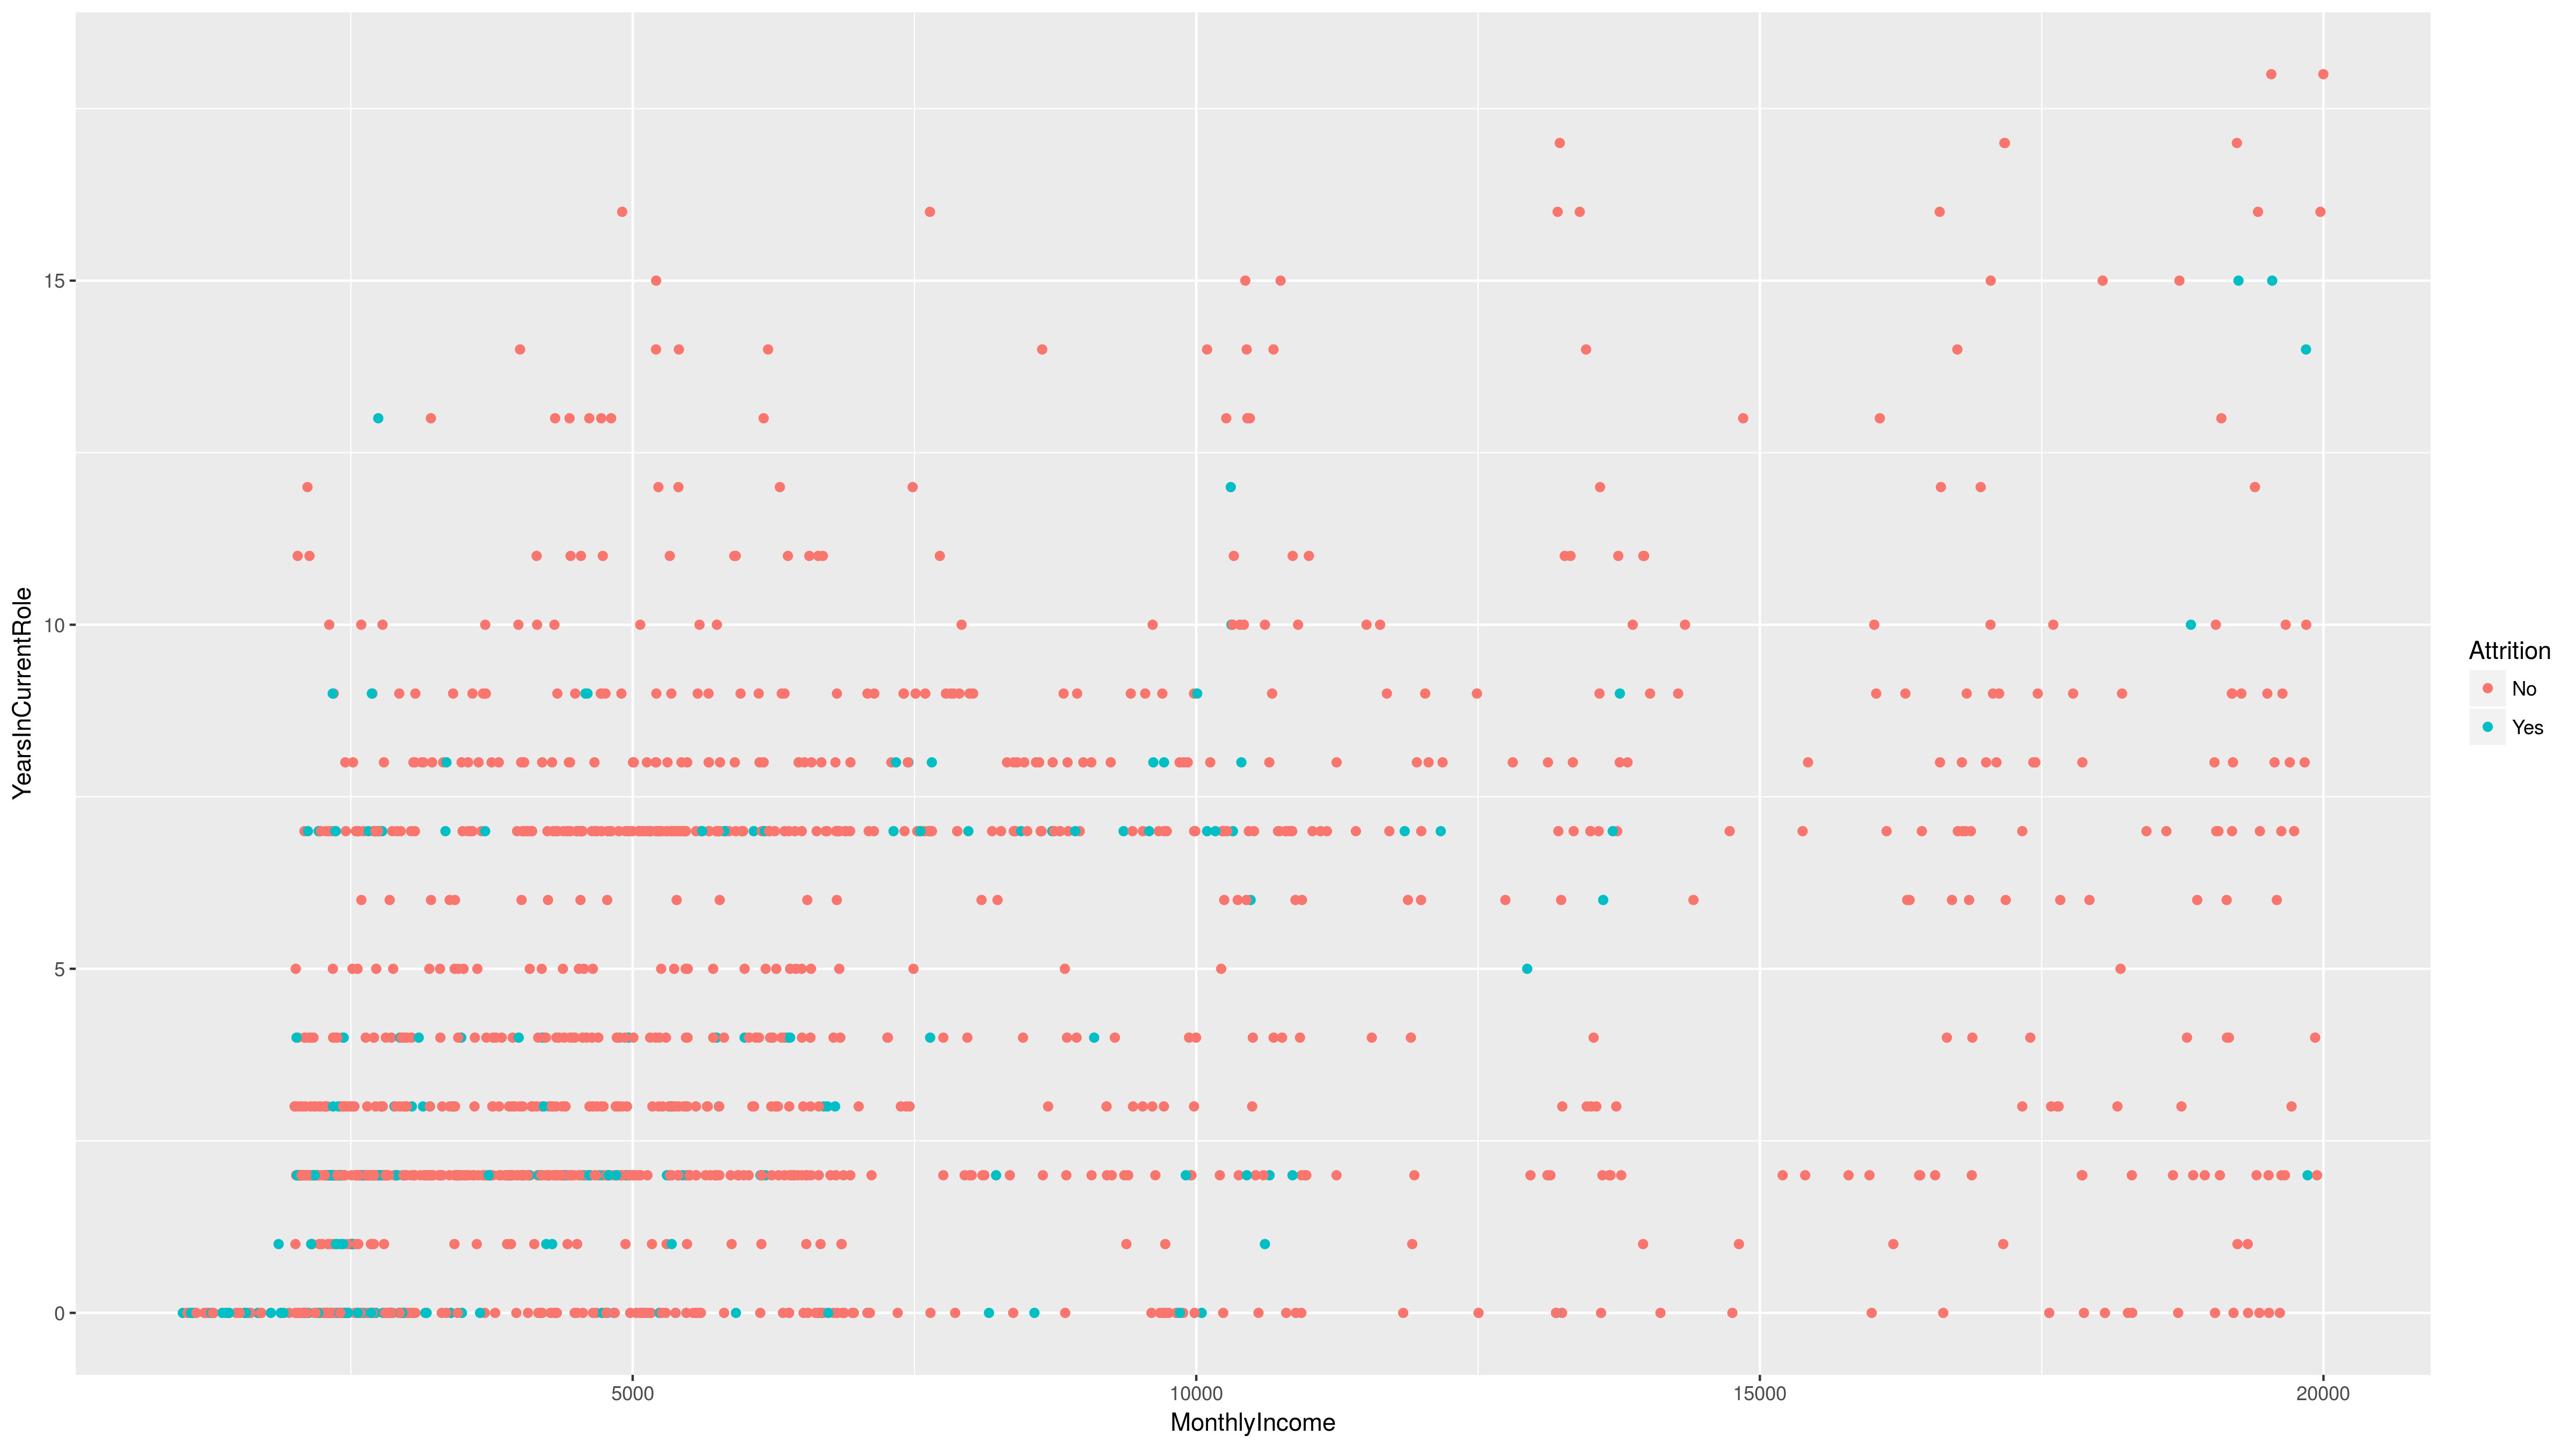 YearsInCurrentRole
15
10
5
0
5000 10000 15000 20000
MonthlyIncome
Attrition
No
Yes